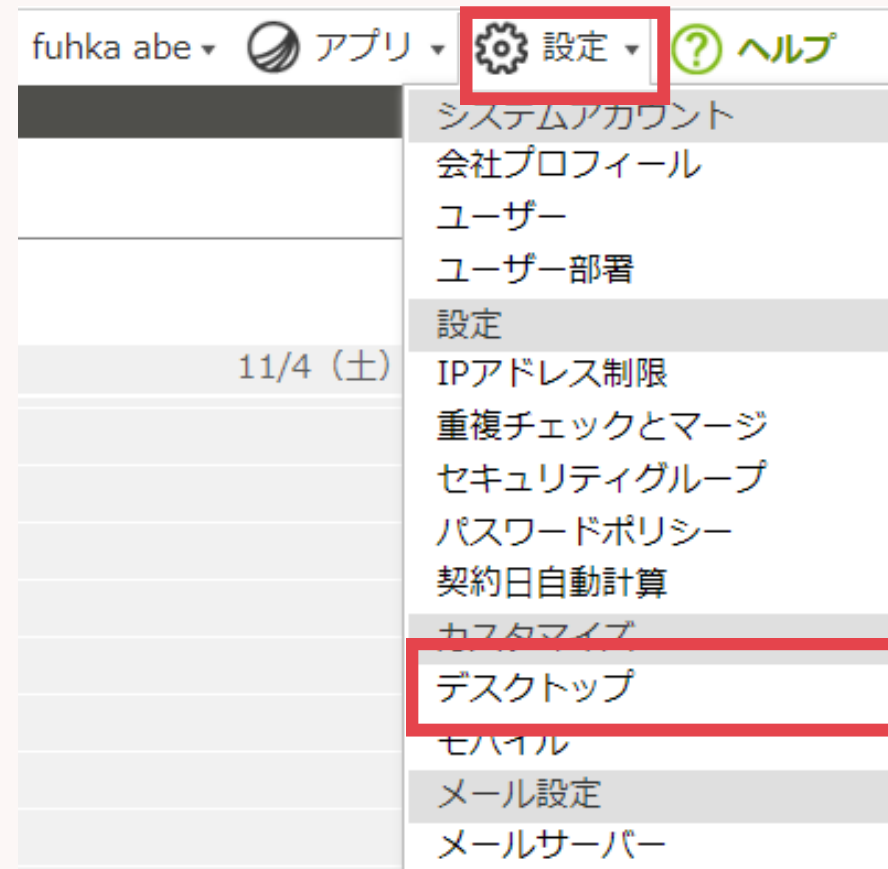 fuhka abe アプリ 設定 ? ヘルプ
システムアカウント
会社プロフィール
ユーザー
ユーザー部署
設定
11/4（土）
IPアドレス制限
重複チェックとマージ
セキュリティグループ
パスワードポリシー
契約日自動計算
カスタマイズ
デスクトップ
モバイル
メール設定
メールサーバー